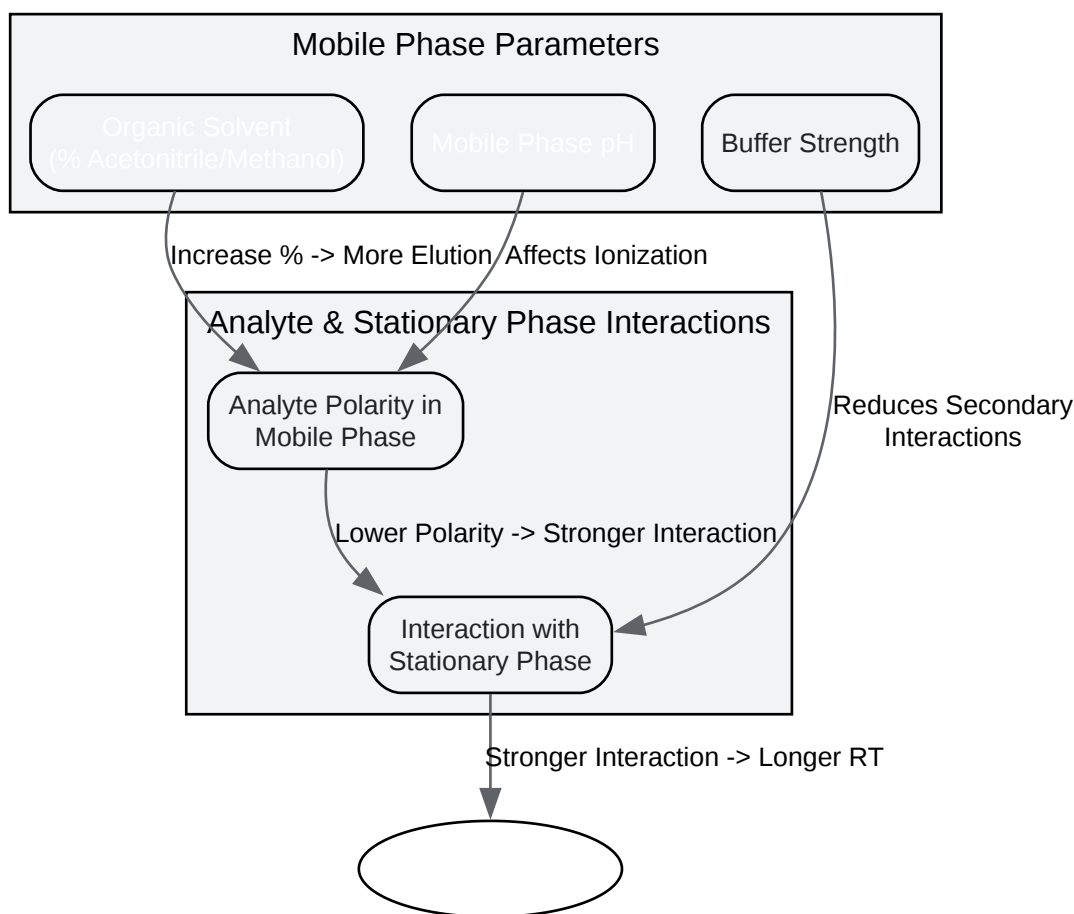 Mobile Phase Parameters
Organic Solvent
(% Acetonitrile/Methanol)
Mobile Phase pH
Buffer Strength
Increase % -> More Elution
Affects Ionization
Analyte & Stationary Phase Interactions
Analyte Polarity in
Mobile Phase
Reduces Secondary
Interactions
Lower Polarity -> Stronger Interaction
Interaction with
Stationary Phase
Stronger Interaction -> Longer RT